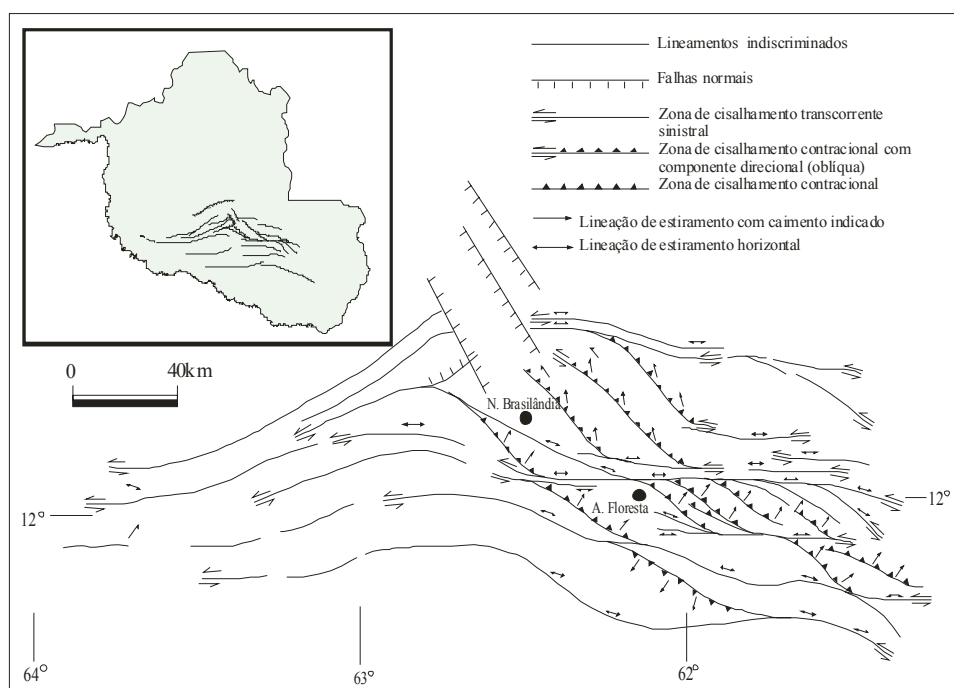 Lineamentos indiscriminados
Falhas normais
Zona de cisalhamento transcorrente
sinistral
Zona de cisalhamento contracional com
componente direcional (oblíqua)
Zona de cisalhamento contracional
Lineação de estiramento com caimento indicado
Lineação de estiramento horizontal
0 40km
N. Brasilândia
A. Floresta
12° 12°
64° 63° 62°